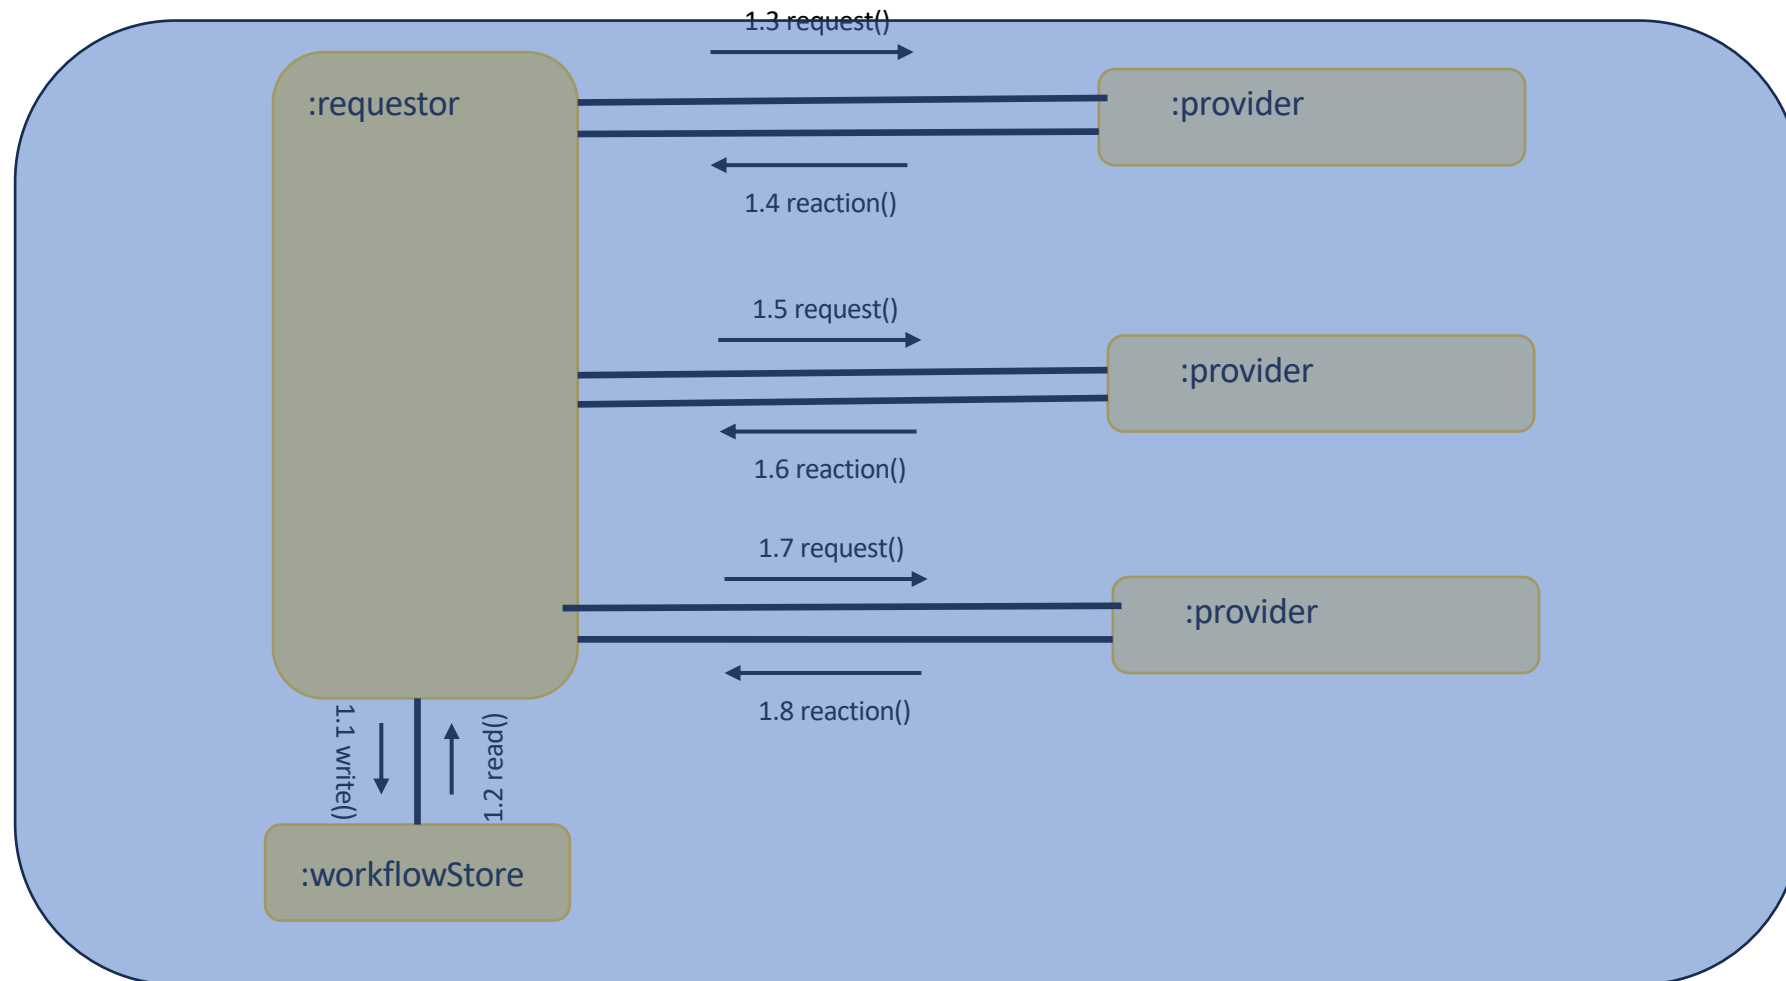 1.3 request()
:requestor
:provider
1.4 reaction()
1.5 request()
:provider
1.6 reaction()
1.7 request()
:provider
1.8 reaction()
1.1 write()
1.2 read()
:workflowStore